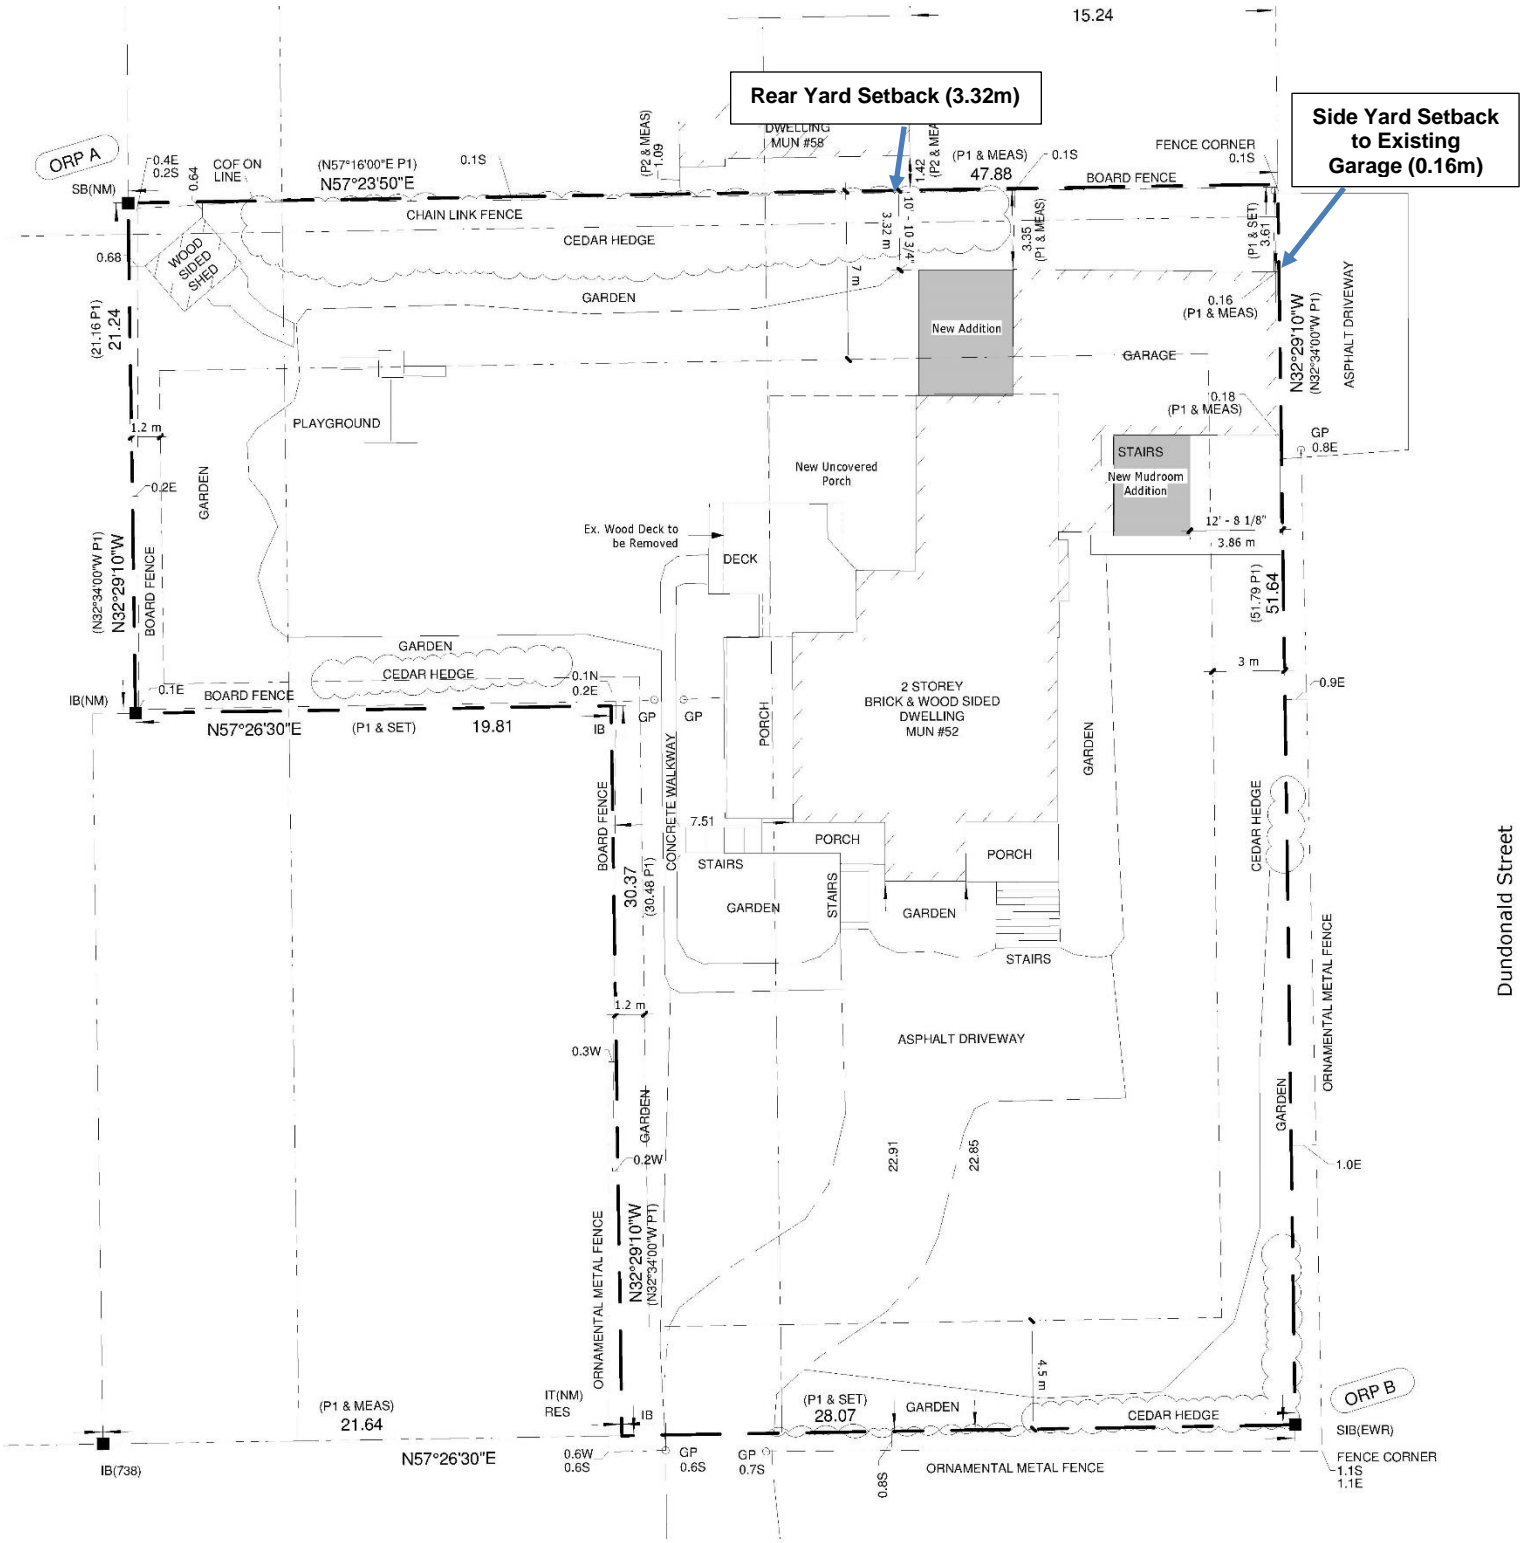 15.24
Rear Yard Setback (3.32m)
Side Yard Setback
to Existing
Garage (0.16m)
ORP A
0.4E
0.2S
SB(NM)
COF ON
LINE
0.64
(N57°16'00"E P1)
N57°23'50"E
0.1S
(P2 & MEAS)
1.09
DWELLING
MUN #58
1.42
(P2 & MEA
(P1 & MEAS)
47.88
0.1S
FENCE CORNER
0.1S
BOARD FENCE
CHAIN LINK FENCE
CEDAR HEDGE
WOOD
SIDED
SHED
0.68
GARDEN
10' - 10 3/4"
3.32 m
7 m
3.35
(P1 & MEAS)
(P1 & SET)
3.61
0.16
(P1 & MEAS)
N32°29'10"W
(N32°34'00"W P1)
ASPHALT DRIVEWAY
(21.16 P1)
21.24
New Addition
GARAGE
PLAYGROUND
0.18
(P1 & MEAS)
GP
0.8E
1.2 m
GARDEN
0.2E
STAIRS
New Mudroom
Addition
New Uncovered
Porch
12' - 8 1/8"
3.86 m
Ex. Wood Deck to
be Removed
DECK
(N32°34'00"W P1)
N32°29'10"W
BOARD FENCE
(51.79 P1)
51.64
GARDEN
CEDAR HEDGE
3 m
0.1E
BOARD FENCE
0.1N
0.2E
0.9E
IB(NM)
N57°26'30"E
(P1 & SET)
19.81
IB
GP
GP
PORCH
2 STOREY
BRICK & WOOD SIDED
DWELLING
MUN #52
GARDEN
CONCRETE WALKWAY
BOARD FENCE
7.51
30.37
(30.48 P1)
PORCH
PORCH
STAIRS
STAIRS
GARDEN
GARDEN
STAIRS
CEDAR HEDGE
Dundonald Street
ORNAMENTAL METAL FENCE
1.2 m
0.3W
ASPHALT DRIVEWAY
GARDEN
GARDEN
22.91
22.85
0.2W
1.0E
ORNAMENTAL METAL FENCE
N32°29'10"W
(N32°34'00"W P1)
4.5 m
ORP B
(P1 & MEAS)
21.64
IT(NM)
RES
IB
(P1 & SET)
28.07
GARDEN
CEDAR HEDGE
SIB(EWR)
IB(738)
N57°26'30"E
0.6W
0.6S
GP
0.6S
GP
0.7S
0.8S
ORNAMENTAL METAL FENCE
FENCE CORNER
1.1S
1.1E